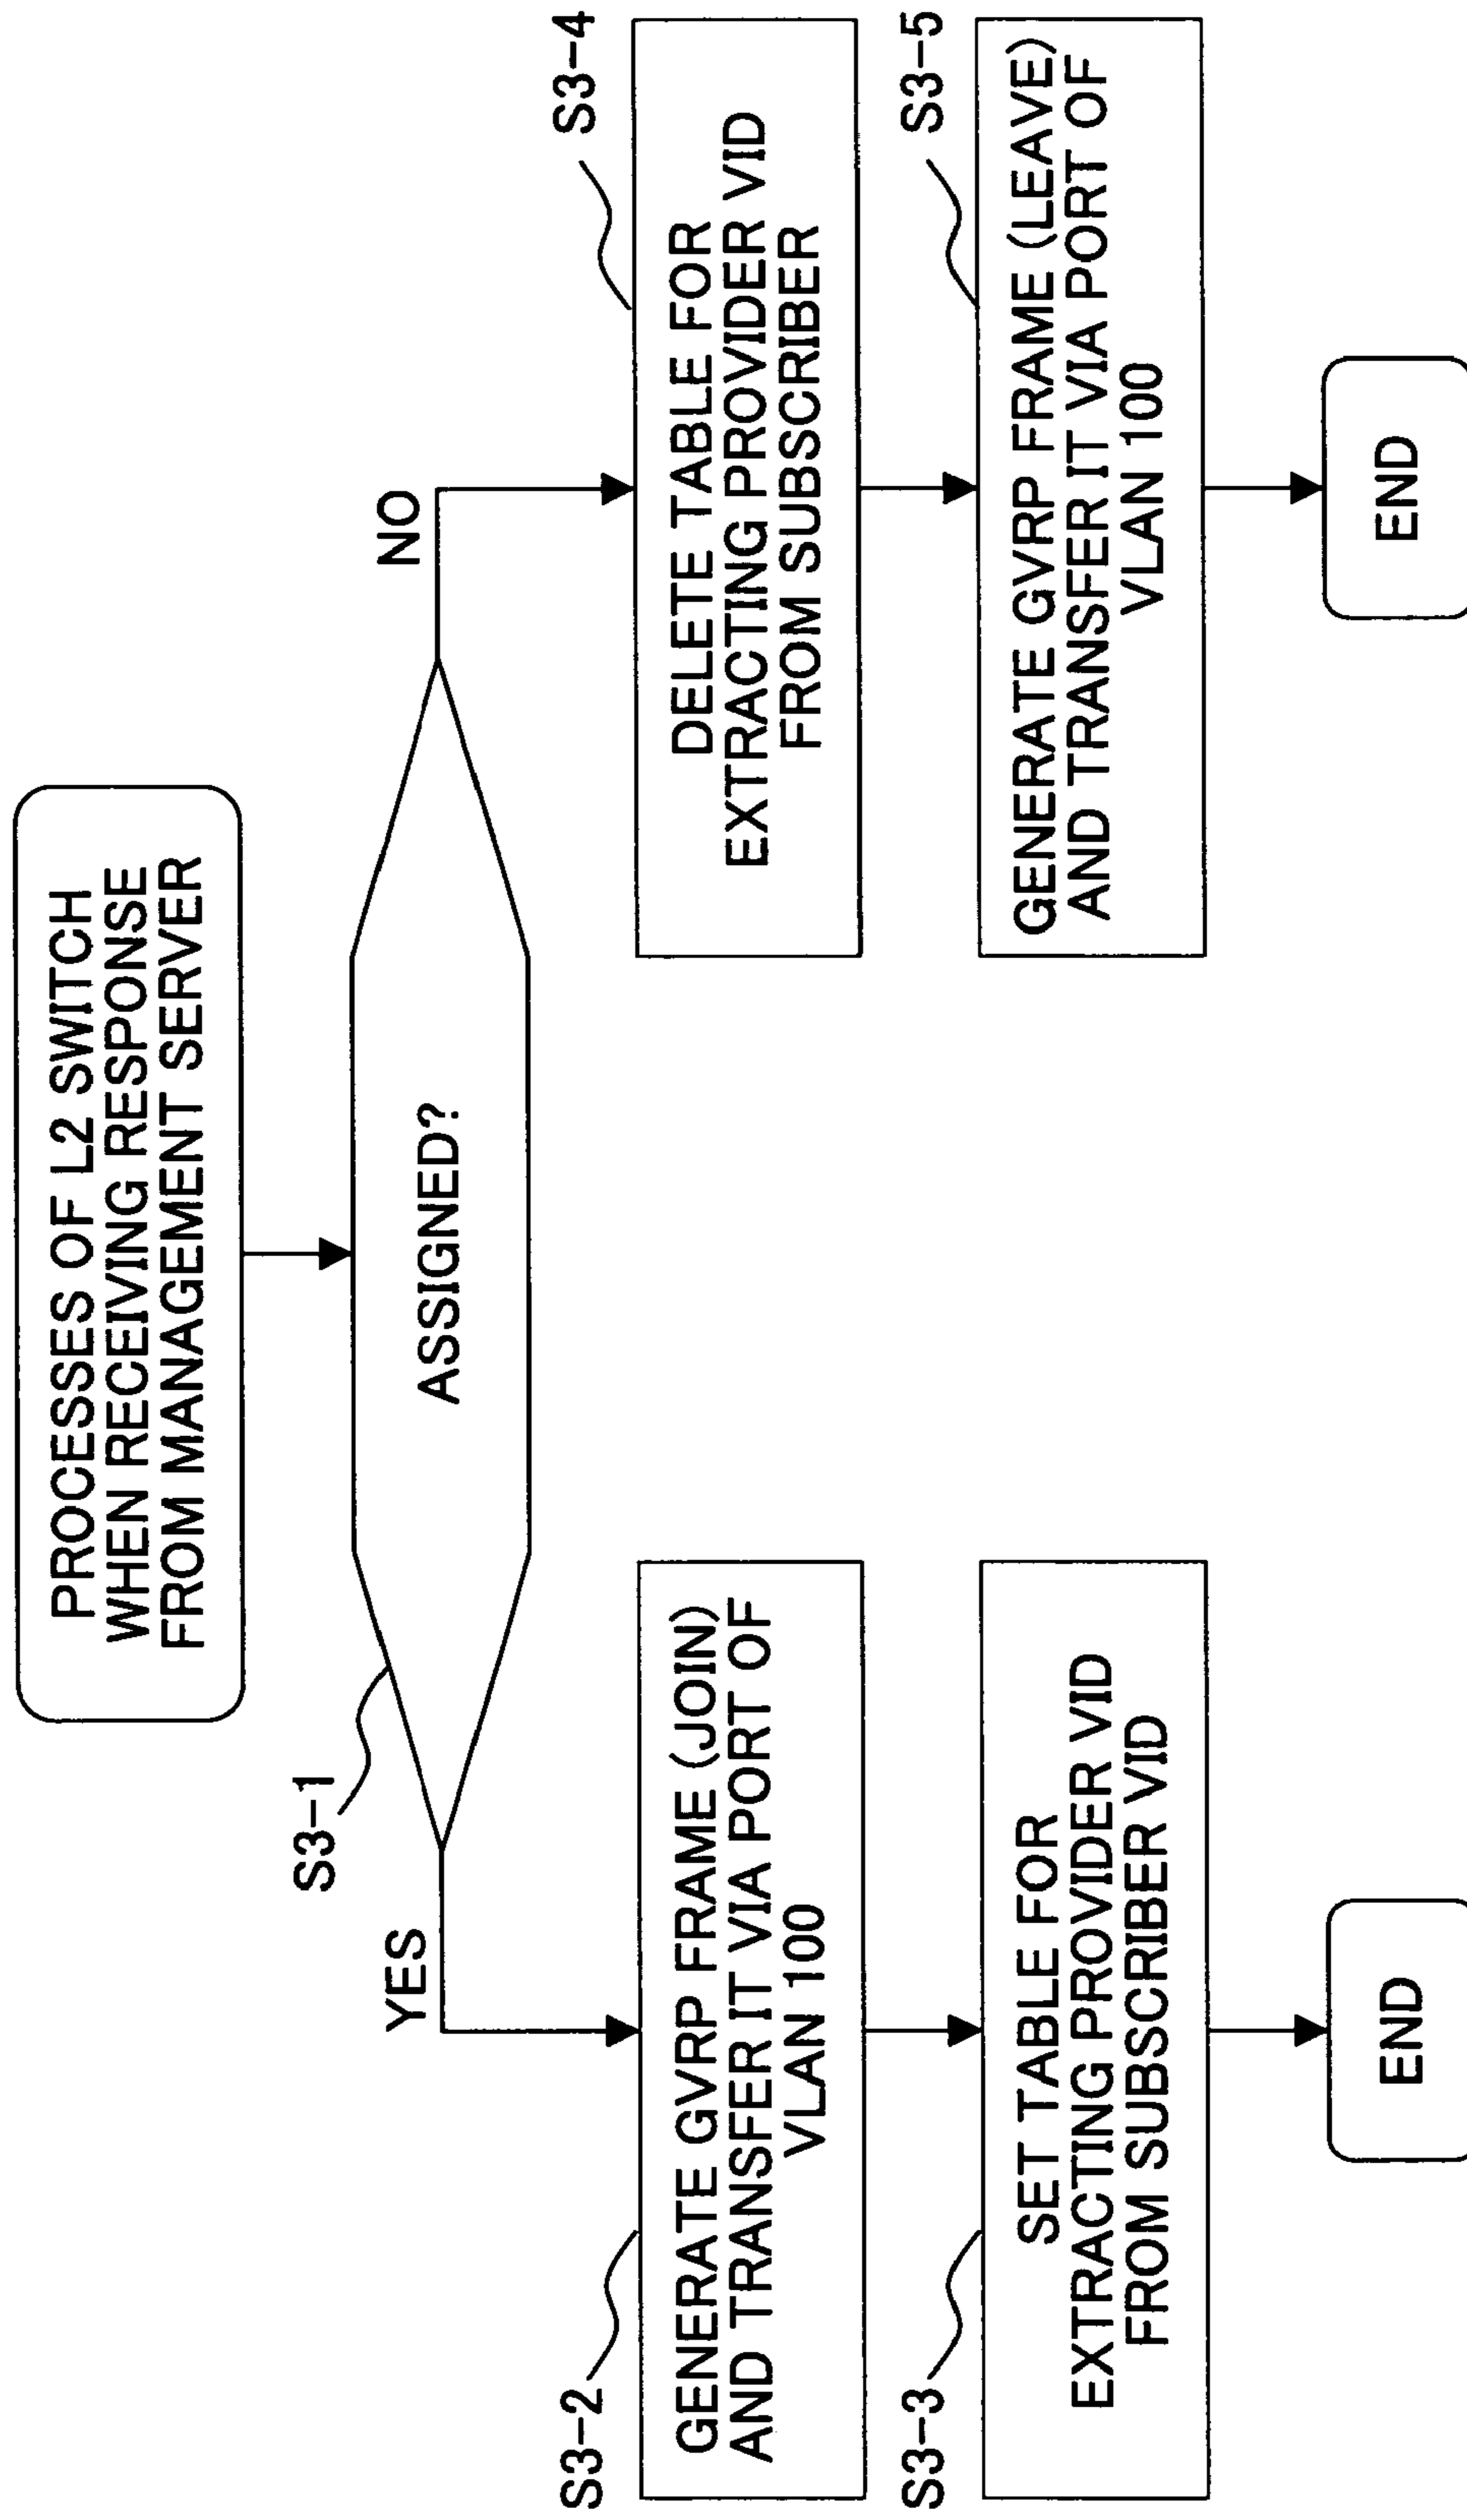 PROCESSES OF L2 SWITCH
WHEN RECEIVING RESPONSE
FROM MANAGEMENT SERVER
S3-1
ASSIGNED?
YES
NO
S3-2
GENERATE GVRP FRAME (JOIN)
AND TRANSFER IT VIA PORT OF
VLAN 100
S3-3
SET TABLE FOR
EXTRACTING PROVIDER VID
FROM SUBSCRIBER VID
END
S3-4
DELETE TABLE FOR
EXTRACTING PROVIDER VID
FROM SUBSCRIBER
S3-5
GENERATE GVRP FRAME (LEAVE)
AND TRANSFER IT VIA PORT OF
VLAN 100
END